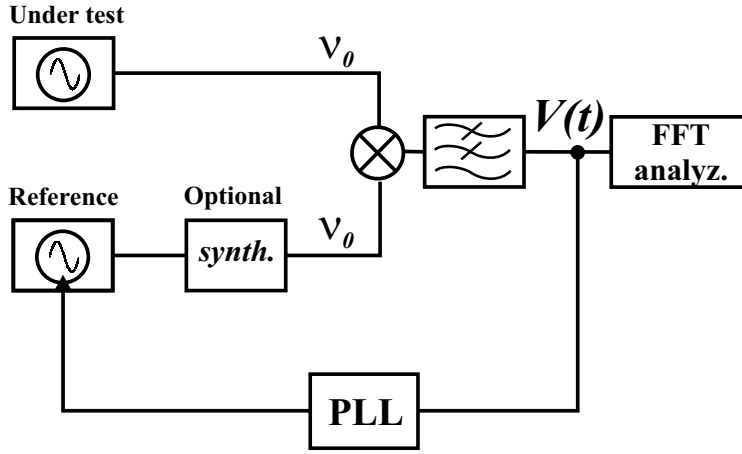 Under test
ν0
V(t)
FFT
analyz.
Reference
Optional
synth.
ν0
PLL